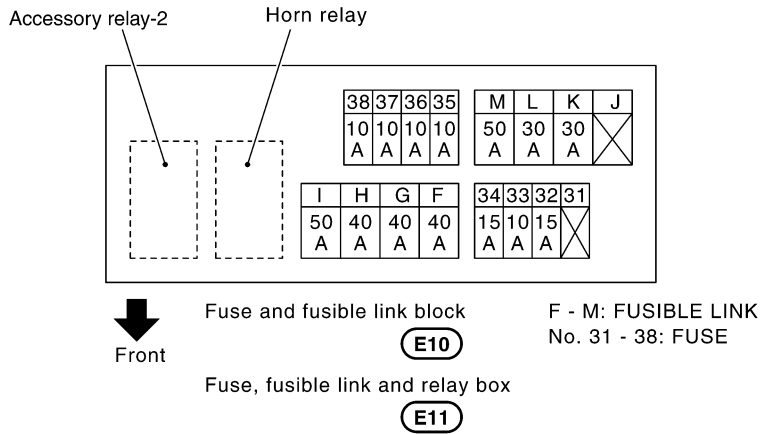 Accessory relay-2
Horn relay
38 37 36 35
10 A 10 A 10 A 10 A
M L K J
50 A 30 A 30 A
I H G F
50 A 40 A 40 A 40 A
34 33 32 31
15 A 10 A 15 A
Front
Fuse and fusible link block
E10
Fuse, fusible link and relay box
E11
F - M: FUSIBLE LINK
No. 31 - 38: FUSE